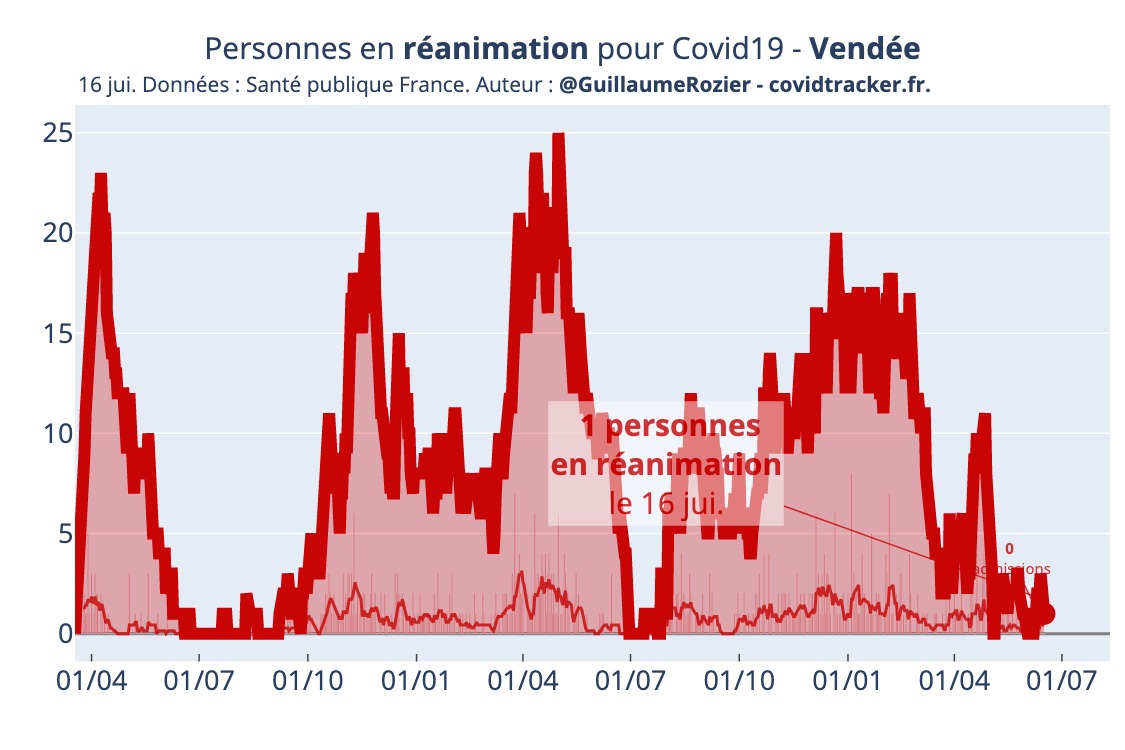 Personnes en réanimation pour Covid19 - Vendée
16 jui. Données : Santé publique France. Auteur : @GuillaumeRozier - covidtracker.fr.
25
20
15
10
5
0
1 personnes
en réanimation
le 16 jui.
0
admissions
01/04 01/07 01/10 01/01 01/04 01/07 01/10 01/01 01/04 01/07